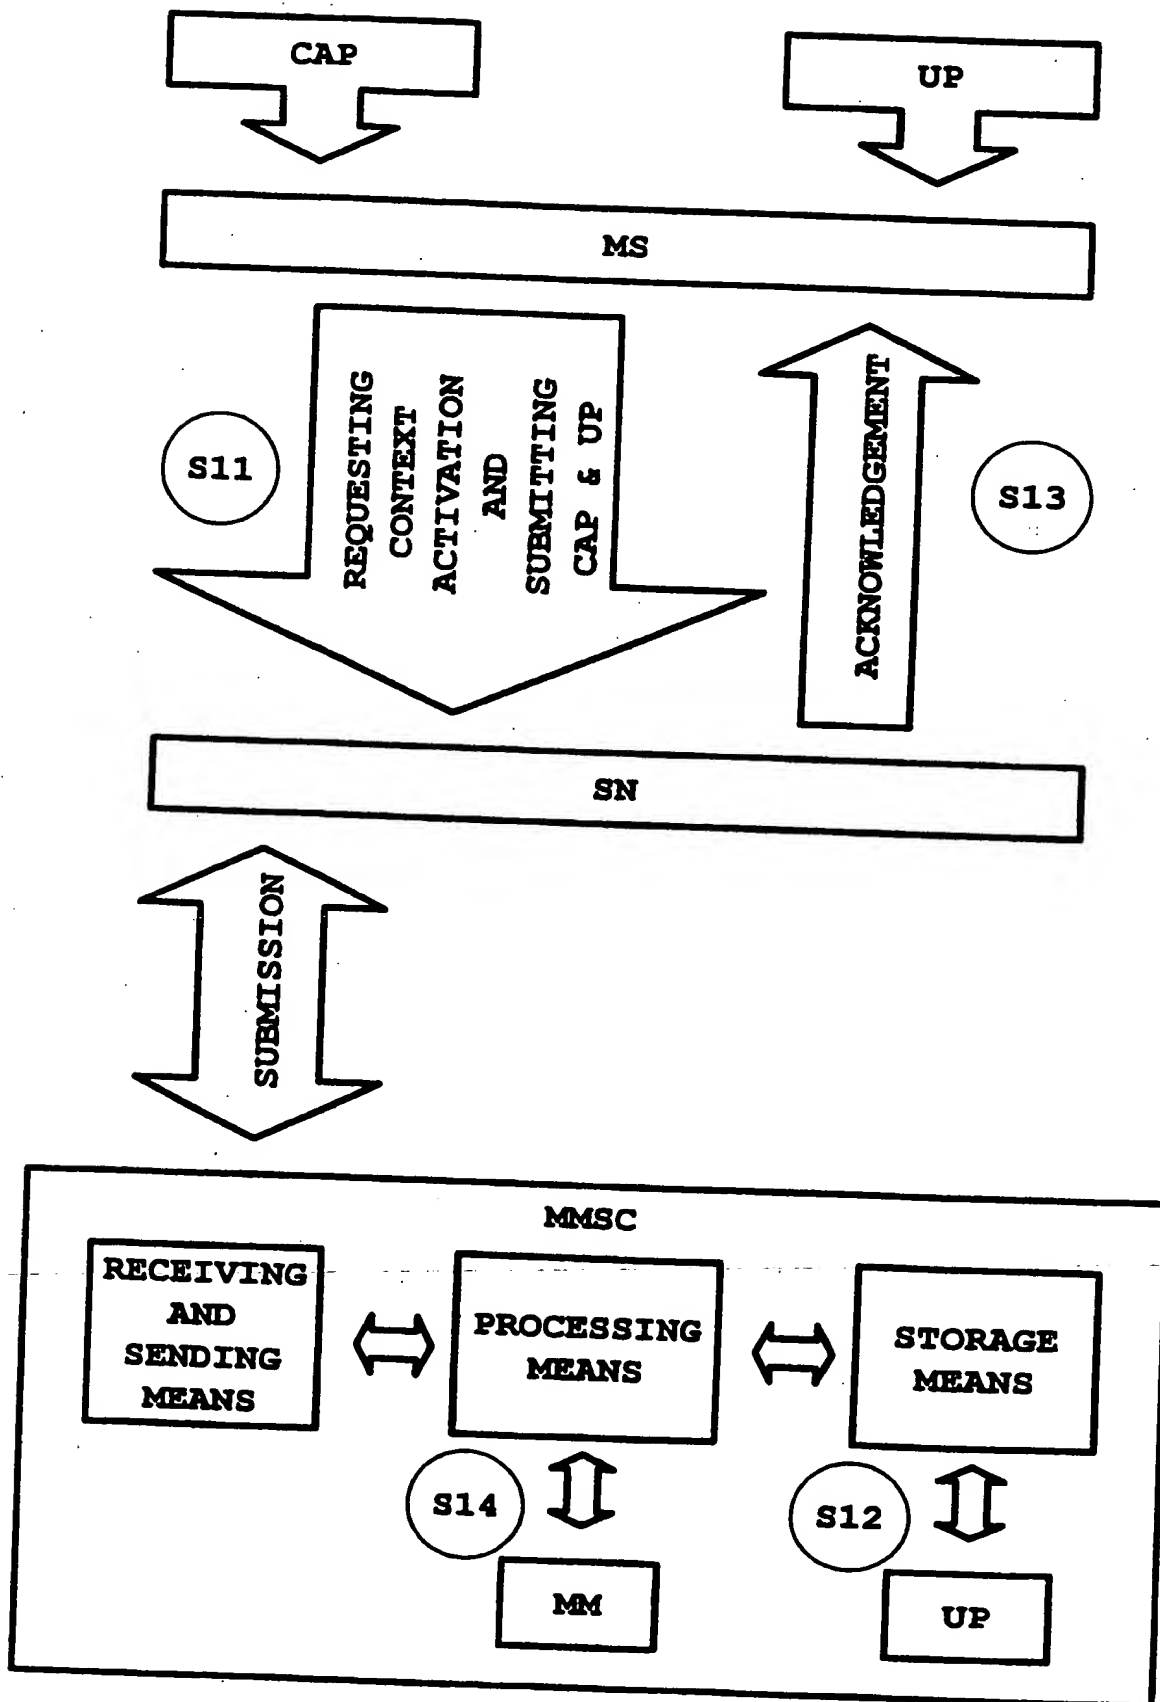 CAP
UP
MS
S11
REQUESTING
CONTEXT
ACTIVATION
AND
SUBMITTING
CAP & UP
ACKNOWLEDGEMENT
S13
SN
SUBMISSION
MMSC
RECEIVING
AND
SENDING
MEANS
PROCESSING
MEANS
STORAGE
MEANS
S14
S12
MM
UP